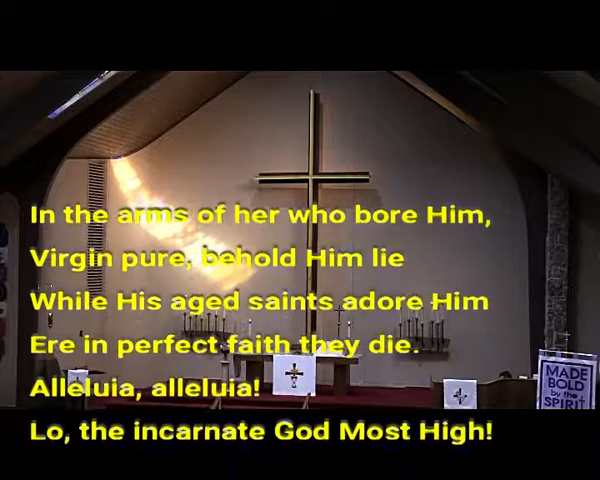 In the arms of her who bore Him,
Virgin pure, behold Him lie
While His aged saints adore Him
Ere in perfect faith they die.
Alleluia, alleluia!
Lo, the incarnate God Most High!
MADE
BOLD
by the
SPIRIT